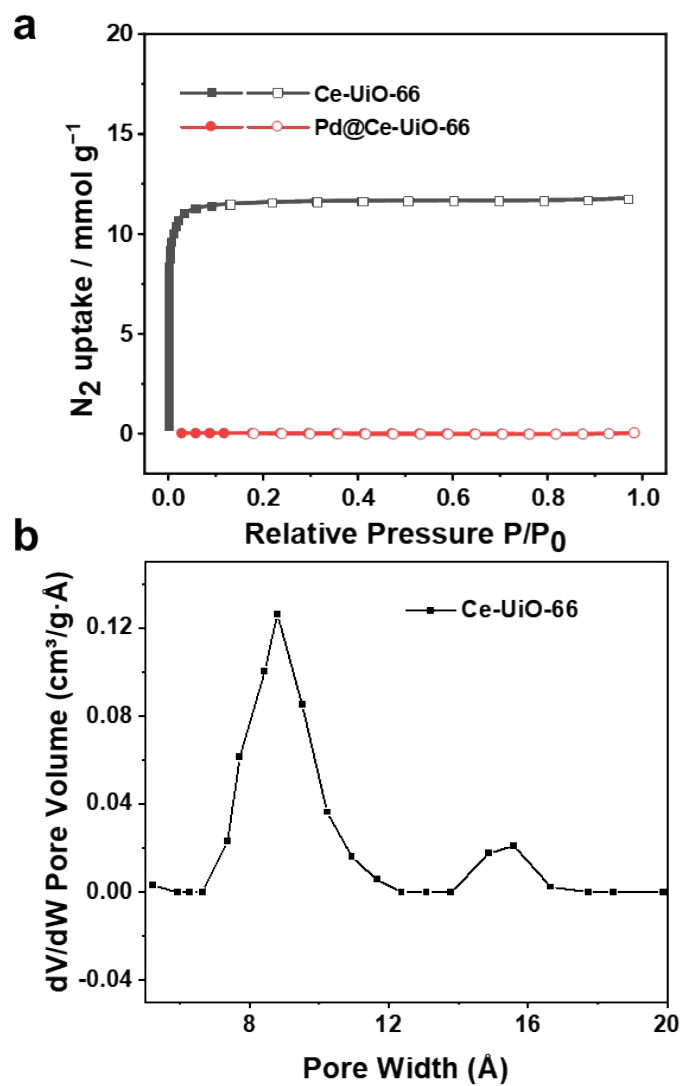 a
20
15
10
5
0
N₂ uptake / mmol g⁻¹
Ce-UiO-66
Pd@Ce-UiO-66
0.0 0.2 0.4 0.6 0.8 1.0
Relative Pressure P/P₀
b
0.12
0.08
0.04
0.00
-0.04
dV/dW Pore Volume (cm³/g·Å)
Ce-UiO-66
8 12 16 20
Pore Width (Å)